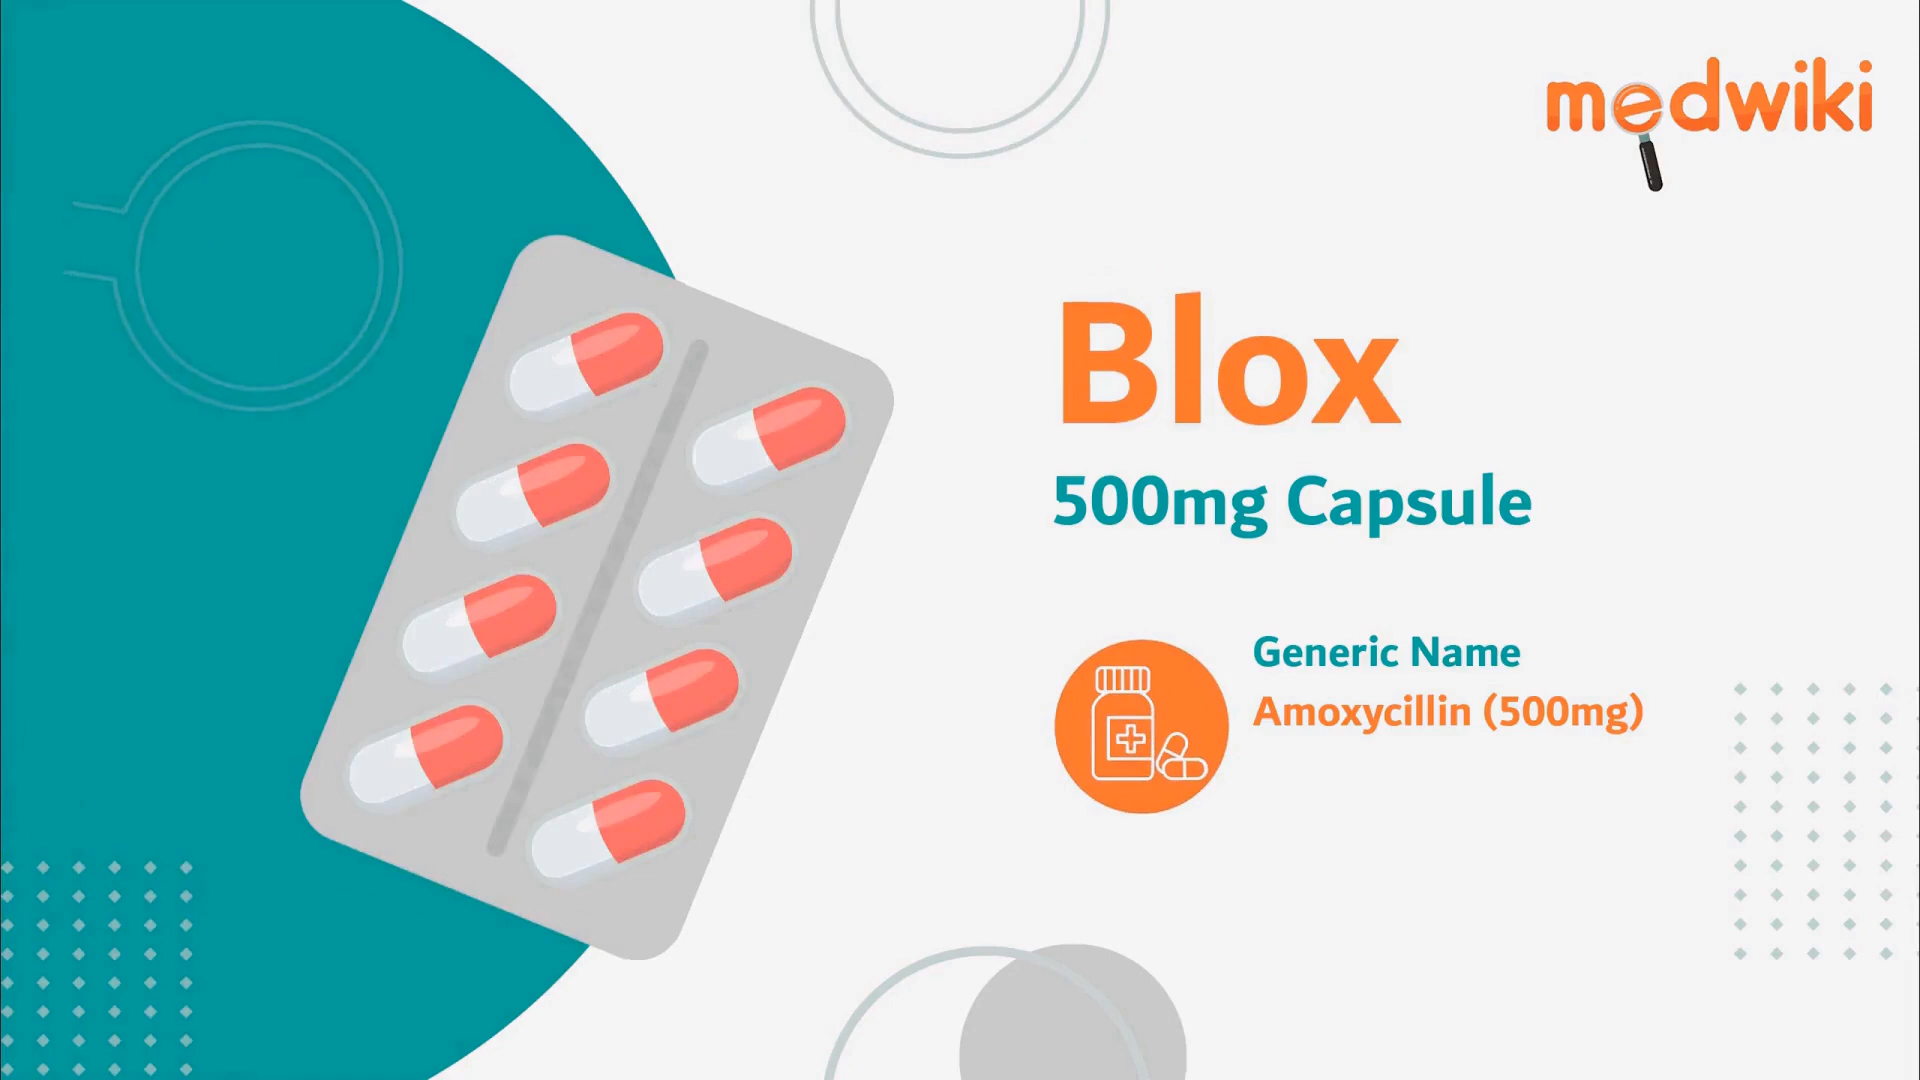 medwiki
Blox
500mg Capsule
Generic Name
Amoxycillin (500mg)